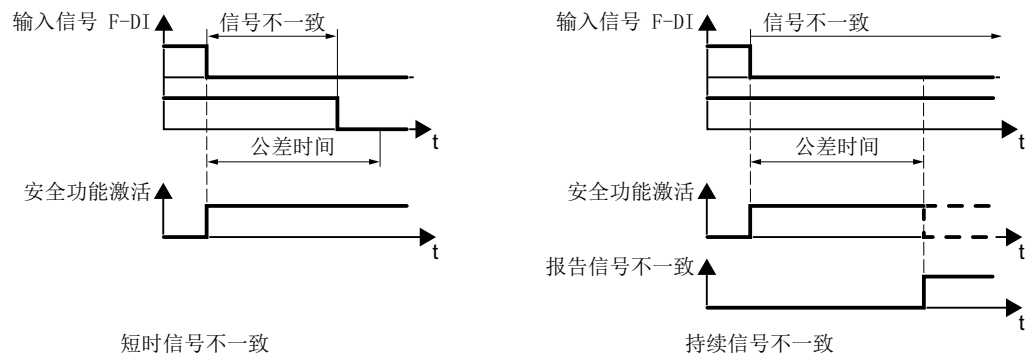 输入信号 F-DI
信号不一致
t
公差时间
安全功能激活
t
短时信号不一致
输入信号 F-DI
信号不一致
t
公差时间
安全功能激活
t
报告信号不一致
t
持续信号不一致